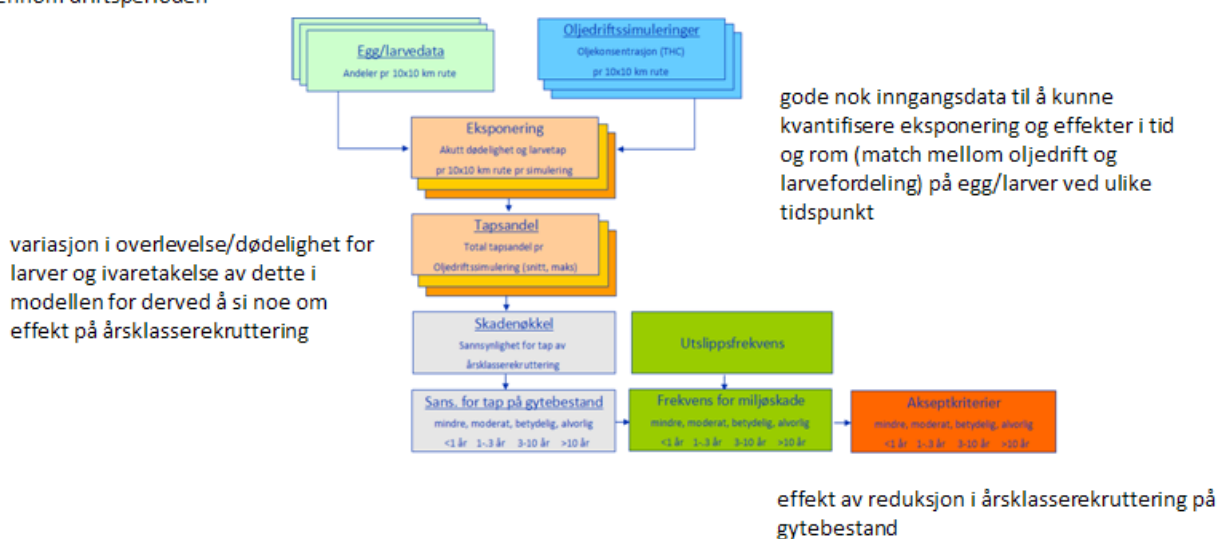 driftsperioden
Egg/larvedata
Andeler pr 10x10 km rute
Oljedriftssimuleringer
Oljekonsentrasjon (THC)
pr 10x10 km rute
gode nok inngangsdata til å kunne
kvantifisere eksponering og effekter i tid
og rom (match mellom oljedrift og
larvefordeling) på egg/larver ved ulike
tidspunkt
Eksponering
Akutt dødelighet og larvetap
pr 10x10 km rute pr simulering
variasjon i overlevelse/dødelighet for
larver og ivaretakelse av dette i
modellen for derved å si noe om
effekt på årsklasserekruttering
Tapsandel
Total tapsandel pr
Oljedriftssimulering (snitt, maks)
Skadenøkkel
Sannsynlighet for tap av
årsklasserekruttering
Utslippsfrekvens
Sans. for tap på gytebestand
mindre, moderat, betydelig, alvorlig
<1 år 1-.3 år 3-10 år >10 år
Frekvens for miljøskade
mindre, moderat, betydelig, alvorlig
<1 år 1-.3 år 3-10 år >10 år
Akseptkriterier
mindre, moderat, betydelig, alvorlig
<1 år 1-.3 år 3-10 år >10 år
effekt av reduksjon i årsklasserekruttering på
gytebestand